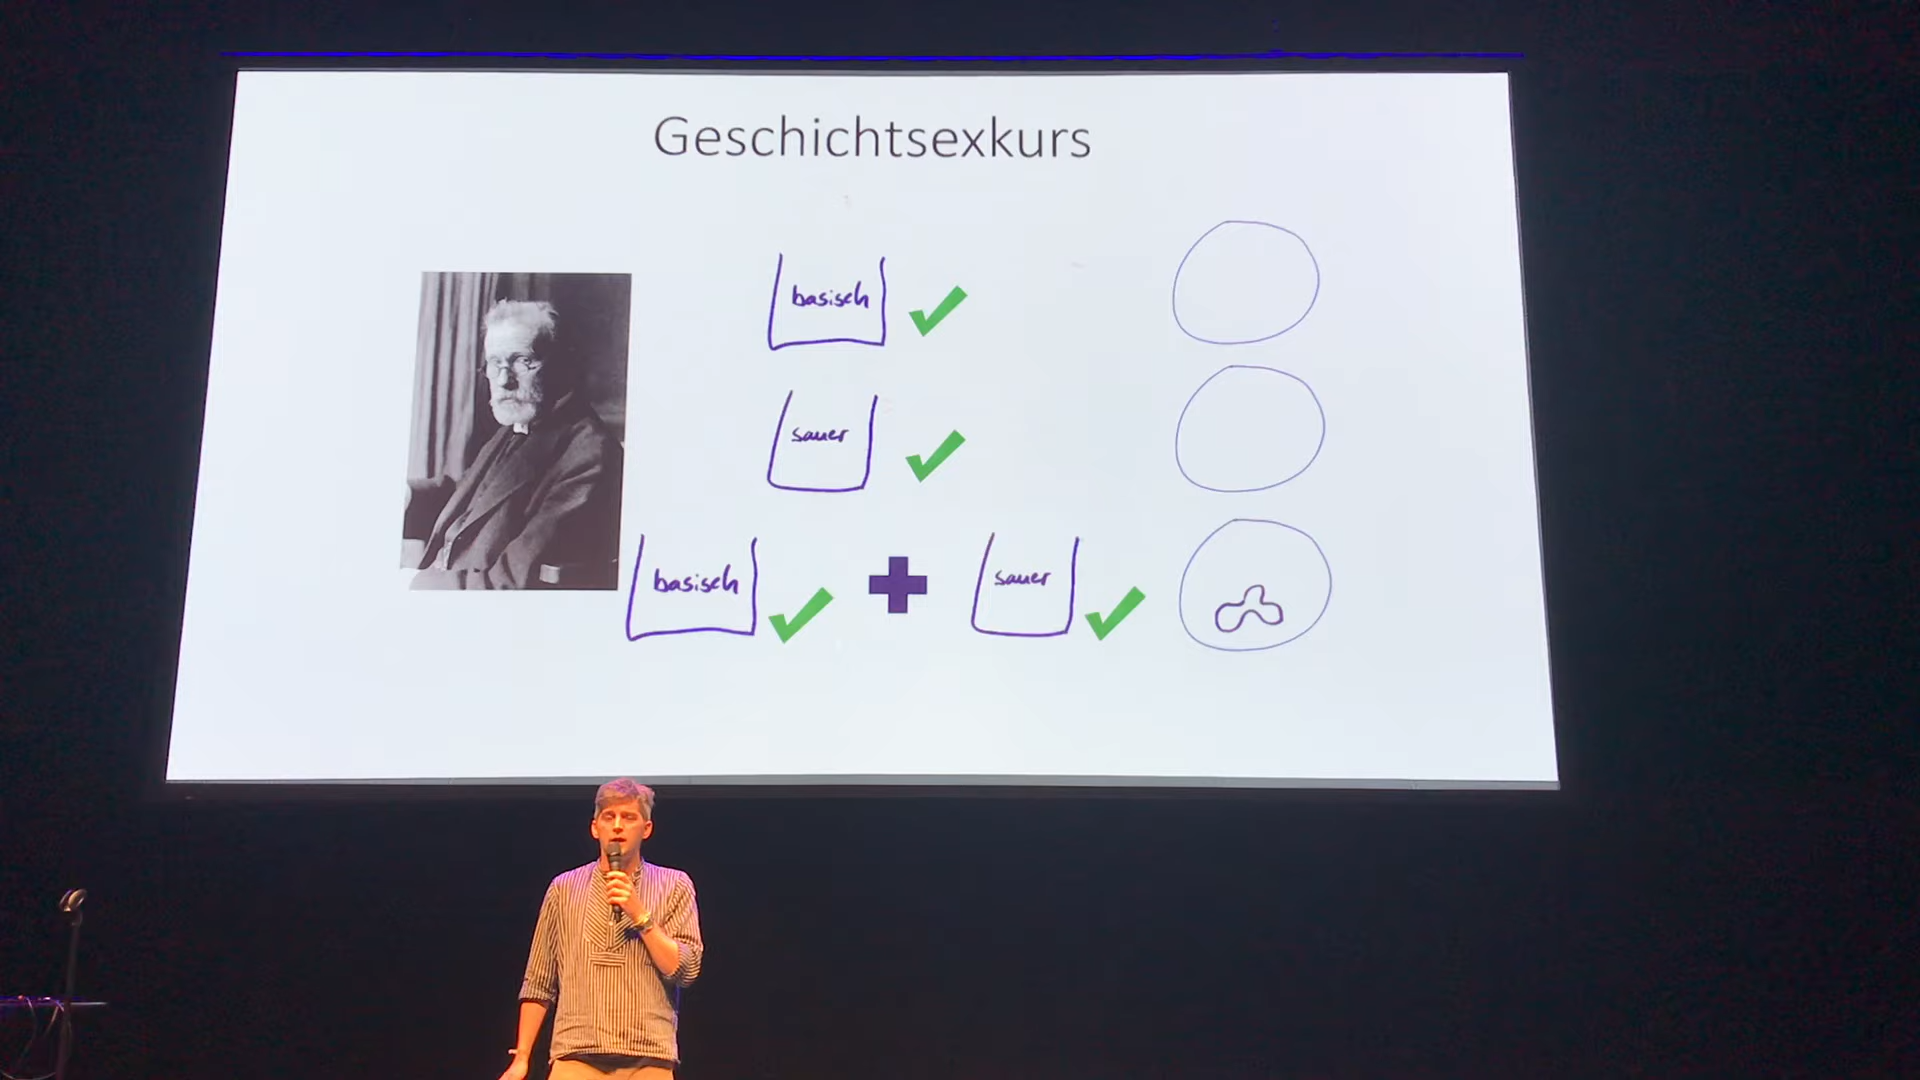 Geschichtsexkurs
basisch
sauer
basisch
sauer